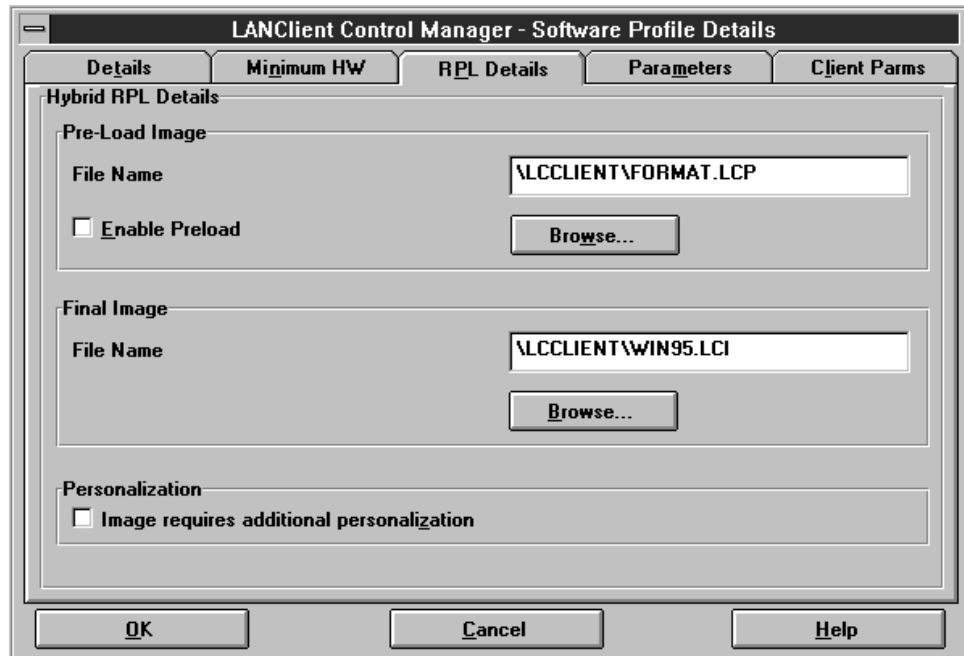 LANClient Control Manager - Software Profile Details
Details Minimum HW RPL Details Parameters Client Parms
Hybrid RPL Details
Pre-Load Image
File Name \LCCLIENT\FORMAT.LCP
Enable Preload Browse...
Final Image
File Name \LCCLIENT\WIN95.LCI
Browse...
Personalization
Image requires additional personalization
OK Cancel Help